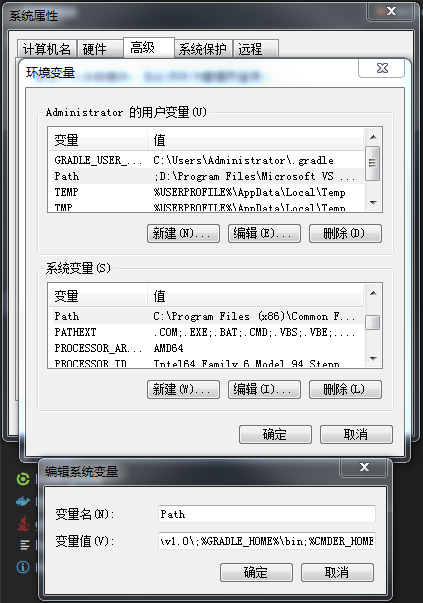 系统属性
计算机名 硬件 高级 系统保护 远程
环境变量
Administrator 的用户变量(U)
变量 值
GRADLE_USER_... C:\Users\Administrator\.gradle
Path ;D:\Program Files\Microsoft VS ...
TEMP %USERPROFILE%\AppData\Local\Temp
TMP %USERPROFILE%\AppData\Local\Temp
新建(N)... 编辑(E)... 删除(D)
系统变量(S)
变量 值
Path C:\Program Files (x86)\Common F...
PATHEXT .COM;.EXE;.BAT;.CMD;.VBS;.VBE;....
PROCESSOR_AR... AMD64
PROCESSOR_ID Intel64 Family 6 Model 94 Stepp
新建(W)... 编辑(I)... 删除(L)
确定 取消
编辑系统变量
变量名(N): Path
变量值(V): \v1.0\;%GRADLE_HOME%\bin;%CMDER_HOME
确定 取消